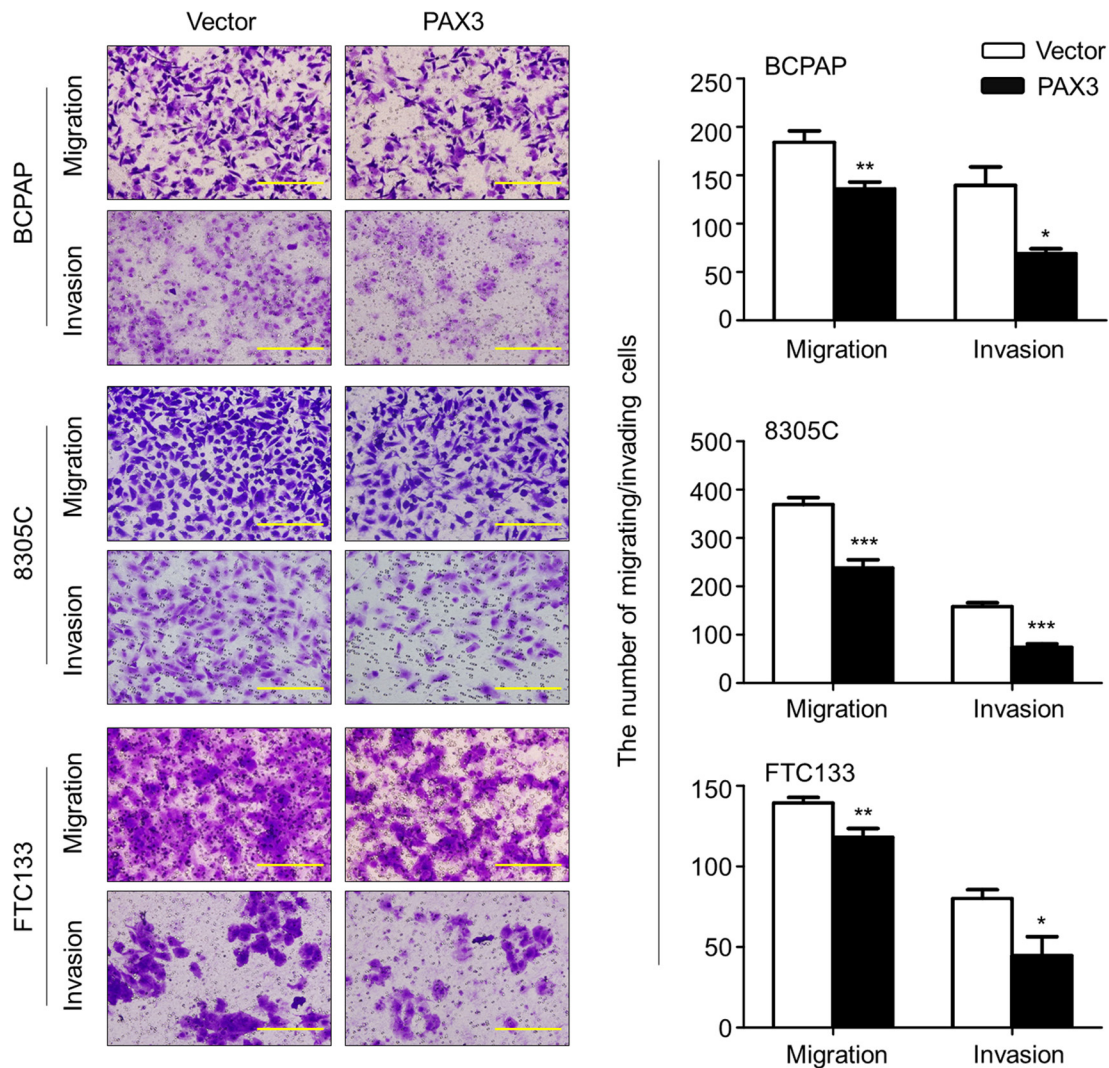 Vector PAX3
BCPAP
Migration
Invasion
8305C
Migration
Invasion
FTC133
Migration
Invasion
The number of migrating/invading cells
Vector
PAX3
BCPAP
250
200
150
100
50
0
**
*
Migration Invasion
8305C
500
400
300
200
100
0
***
***
Migration Invasion
FTC133
150
100
50
0
**
*
Migration Invasion